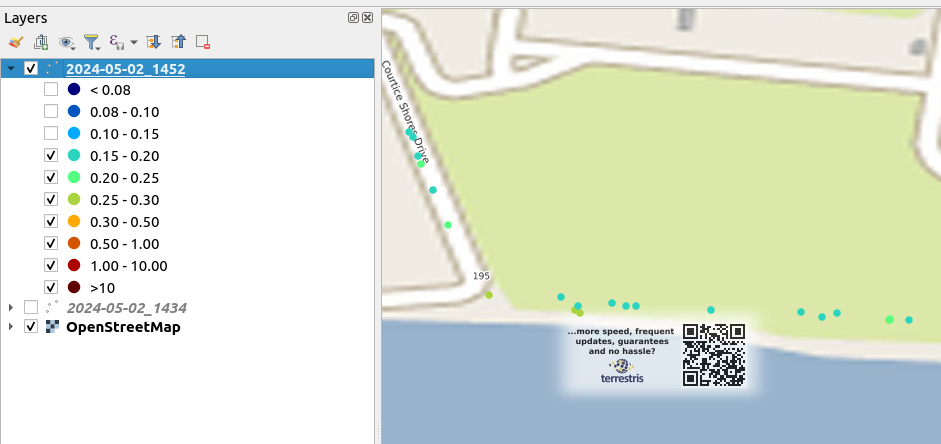 Layers
ε
2024-05-02_1452
< 0.08
0.08 - 0.10
0.10 - 0.15
0.15 - 0.20
0.20 - 0.25
0.25 - 0.30
0.30 - 0.50
0.50 - 1.00
1.00 - 10.00
>10
2024-05-02_1434
OpenStreetMap
Courtice Shores Drive
195
...more speed, frequent
updates, guarantees
and no hassle?
terrestris